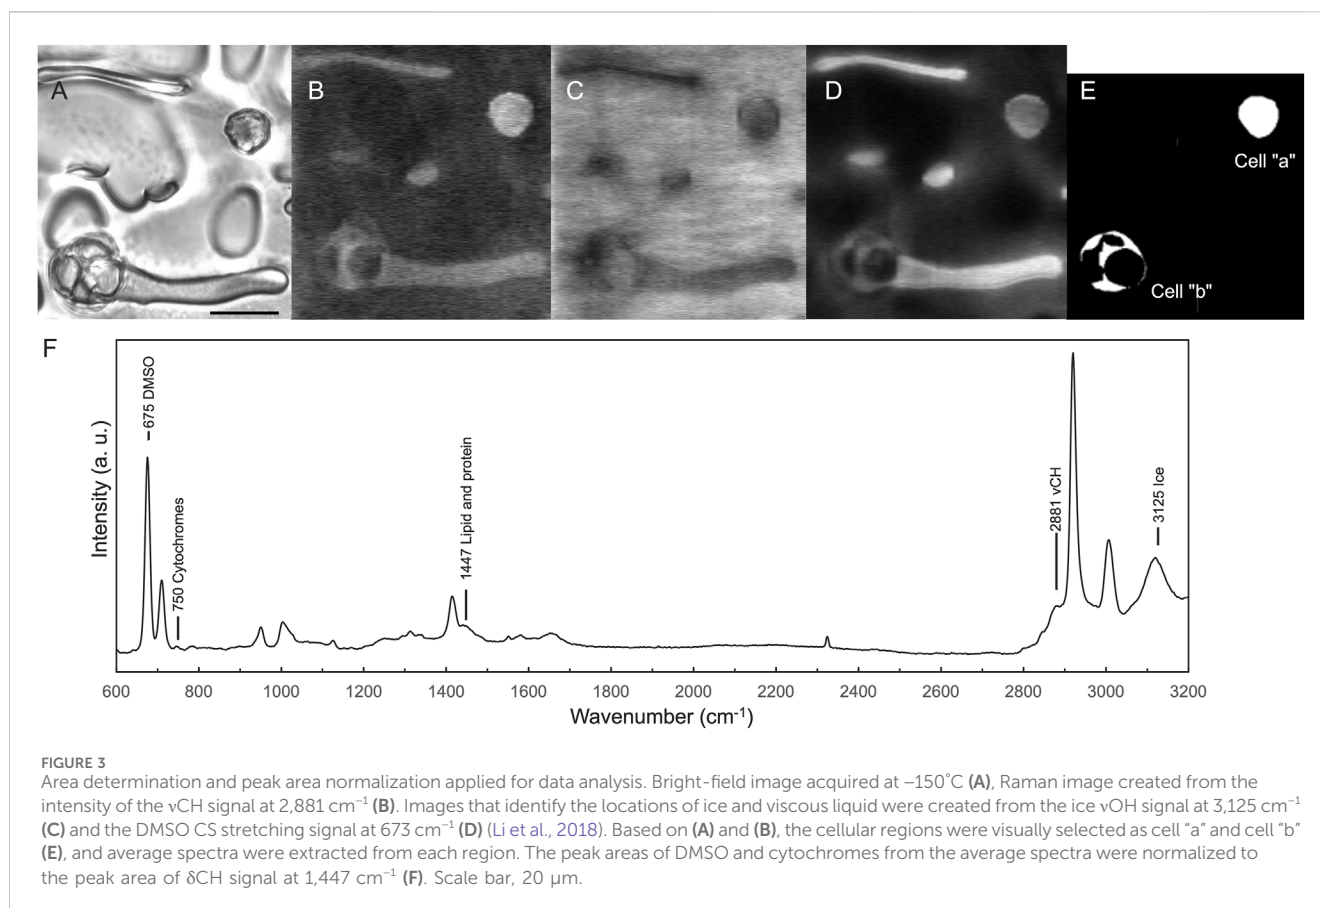 A
B
C
D
E
Cell "a"
Cell "b"
F
Intensity (a. u.)
675 DMSO
750 Cytochromes
1447 Lipid and protein
2881 vCH
3125 Ice
600 800 1000 1200 1400 1600 1800 2000 2200 2400 2600 2800 3000 3200
Wavenumber (cm⁻¹)
FIGURE 3
Area determination and peak area normalization applied for data analysis. Bright-field image acquired at −150˚C (A), Raman image created from the
intensity of the νCH signal at 2,881 cm⁻¹ (B). Images that identify the locations of ice and viscous liquid were created from the ice νOH signal at 3,125 cm⁻¹
(C) and the DMSO CS stretching signal at 673 cm⁻¹ (D) (Li et al., 2018). Based on (A) and (B), the cellular regions were visually selected as cell “a” and cell “b”
(E), and average spectra were extracted from each region. The peak areas of DMSO and cytochromes from the average spectra were normalized to
the peak area of δCH signal at 1,447 cm⁻¹ (F). Scale bar, 20 μm.